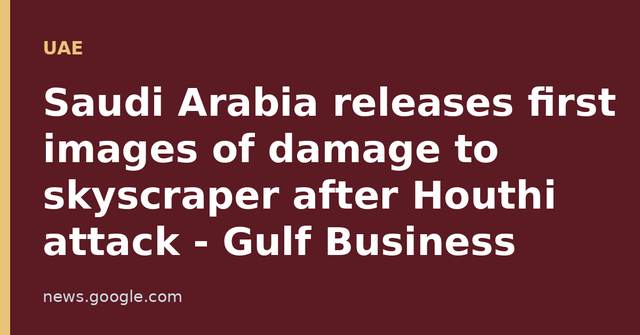 UAE
Saudi Arabia releases first
images of damage to
skyscraper after Houthi
attack - Gulf Business
news.google.com